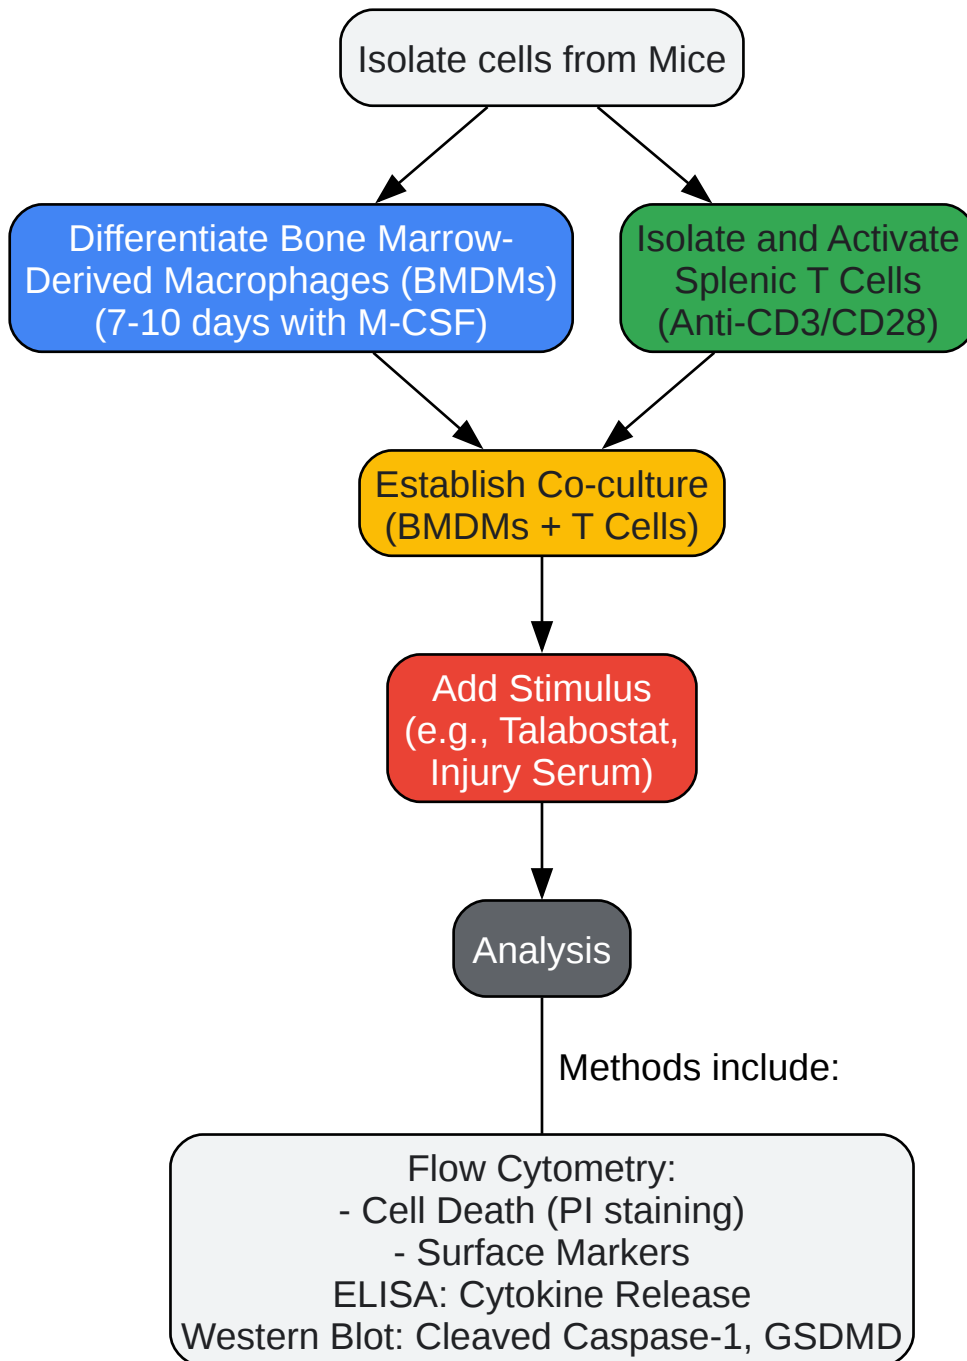 Isolate cells from Mice
Differentiate Bone Marrow-
Derived Macrophages (BMDMs)
(7-10 days with M-CSF)
Isolate and Activate
Splenic T Cells
(Anti-CD3/CD28)
Establish Co-culture
(BMDMs + T Cells)
Add Stimulus
(e.g., Talabostat,
Injury Serum)
Analysis
Methods include:
Flow Cytometry:
- Cell Death (PI staining)
- Surface Markers
ELISA: Cytokine Release
Western Blot: Cleaved Caspase-1, GSDMD